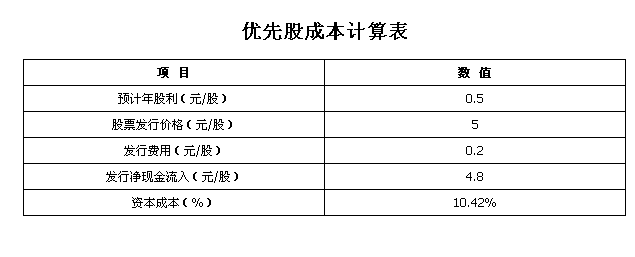 优先股成本计算表
项 目 数 值
预计年股利（元/股） 0.5
股票发行价格（元/股） 5
发行费用（元/股） 0.2
发行净现金流入（元/股） 4.8
资本成本（%） 10.42%